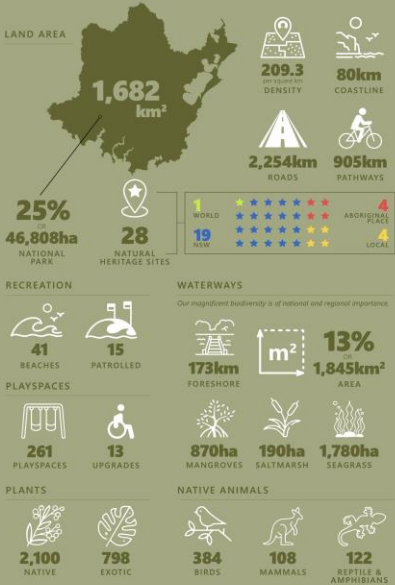 LAND AREA
1,682
km²
209.3
per square km
DENSITY
80km
COASTLINE
2,254km
ROADS
905km
PATHWAYS
25%
OR
46,808ha
NATIONAL
PARK
28
NATURAL
HERITAGE SITES
1
WORLD
19
NSW
4
ABORIGINAL
PLACE
4
LOCAL
RECREATION
41
BEACHES
15
PATROLLED
PLAYSPACES
261
PLAYSPACES
13
UPGRADES
WATERWAYS
Our magnificent biodiversity is of national and regional importance.
173km
FORESHORE
m²
13%
OR
1,845km²
AREA
870ha
MANGROVES
190ha
SALTMARSH
1,780ha
SEAGRASS
PLANTS
2,100
NATIVE
798
EXOTIC
NATIVE ANIMALS
384
BIRDS
108
MAMMALS
122
REPTILE &
AMPHIBIANS